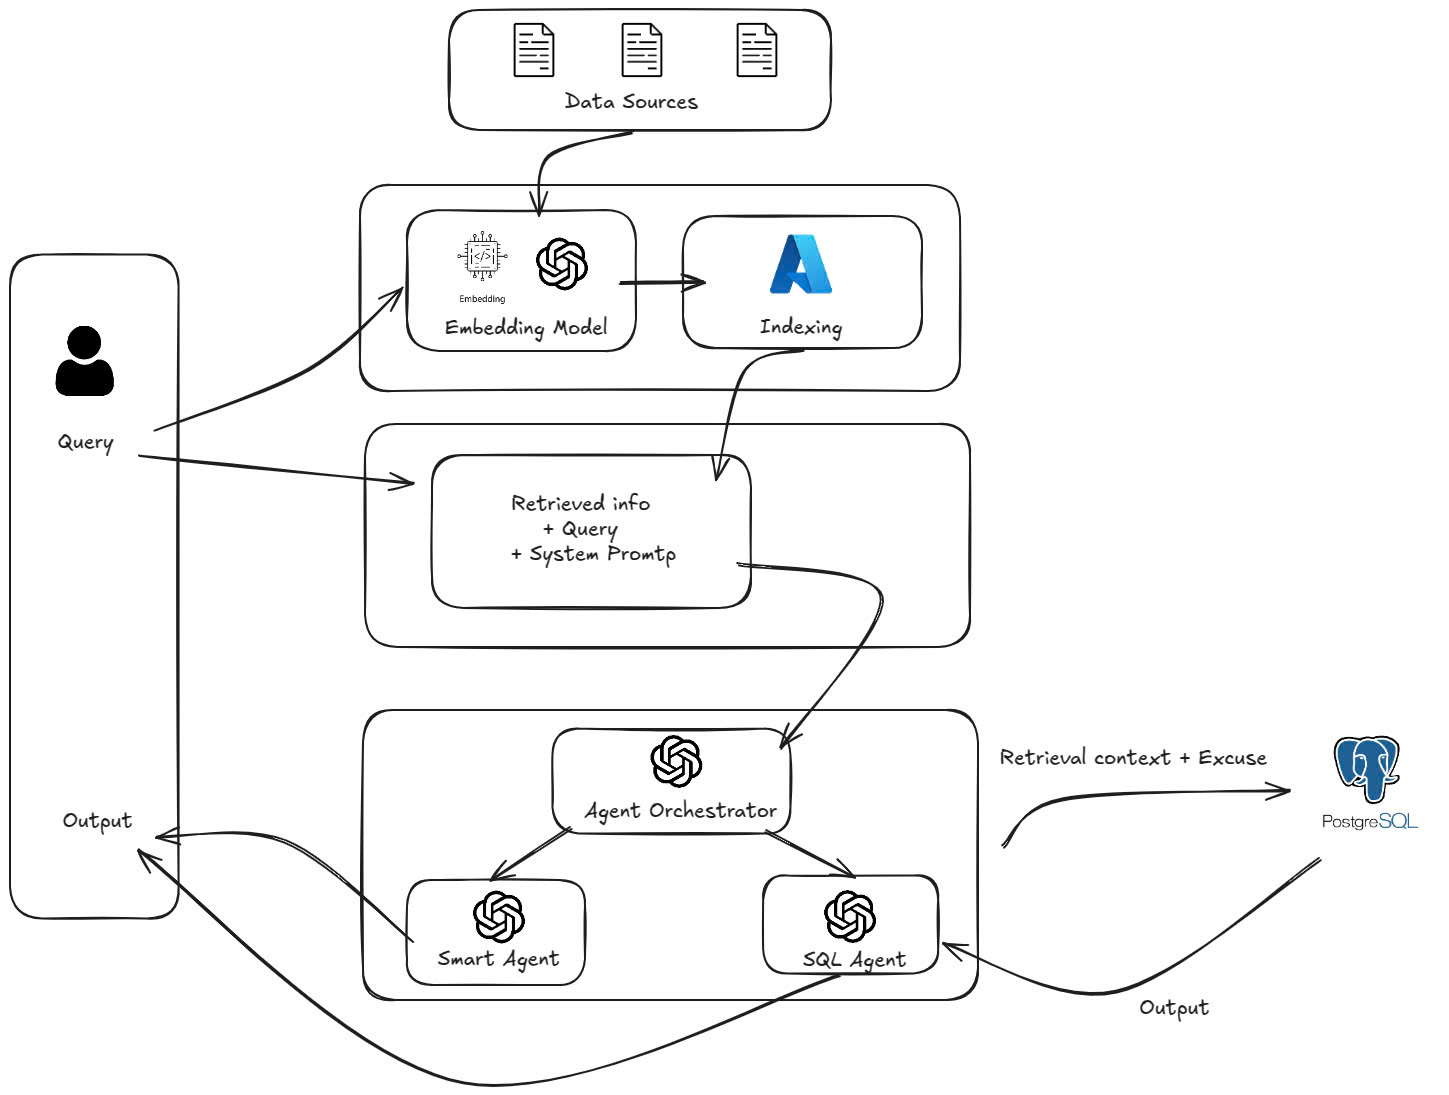 Data Sources
</>
Embedding
Embedding Model
Indexing
Query
Retrieved info
+ Query
+ System Promtp
Agent Orchestrator
Retrieval context + Excuse
PostgreSQL
Output
Smart Agent
SQL Agent
Output